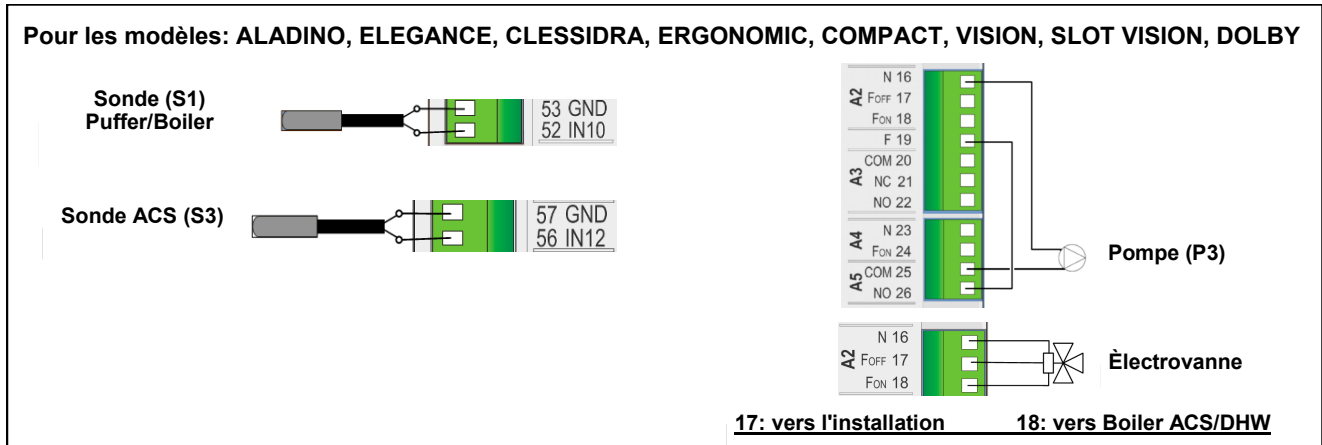 Pour les modèles: ALADINO, ELEGANCE, CLESSIDRA, ERGONOMIC, COMPACT, VISION, SLOT VISION, DOLBY
Sonde (S1)
Puffer/Boiler
53 GND
52 IN10
Sonde ACS (S3)
57 GND
56 IN12
A2
N 16
FOFF 17
FON 18
F 19
A3
COM 20
NC 21
NO 22
A4
N 23
FON 24
A5
COM 25
NO 26
Pompe (P3)
A2
N 16
FOFF 17
FON 18
Èlectrovanne
17: vers l'installation 18: vers Boiler ACS/DHW